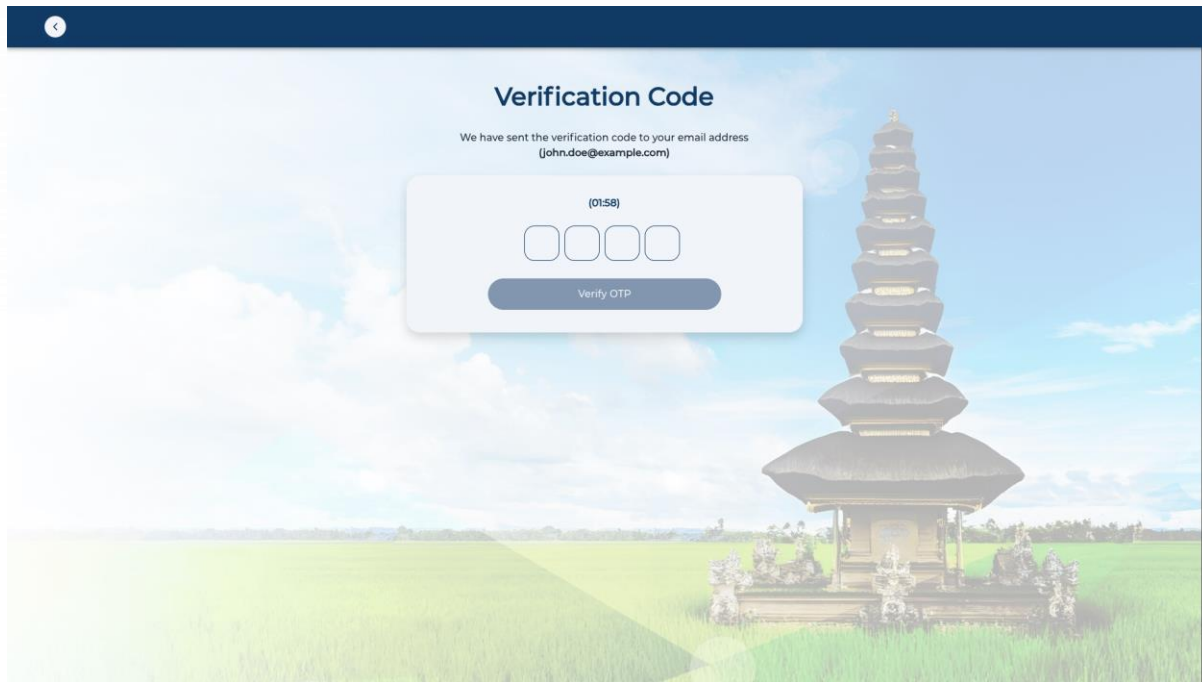 Verification Code
We have sent the verification code to your email address
(john.doe@example.com)
(01:58)
Verify OTP